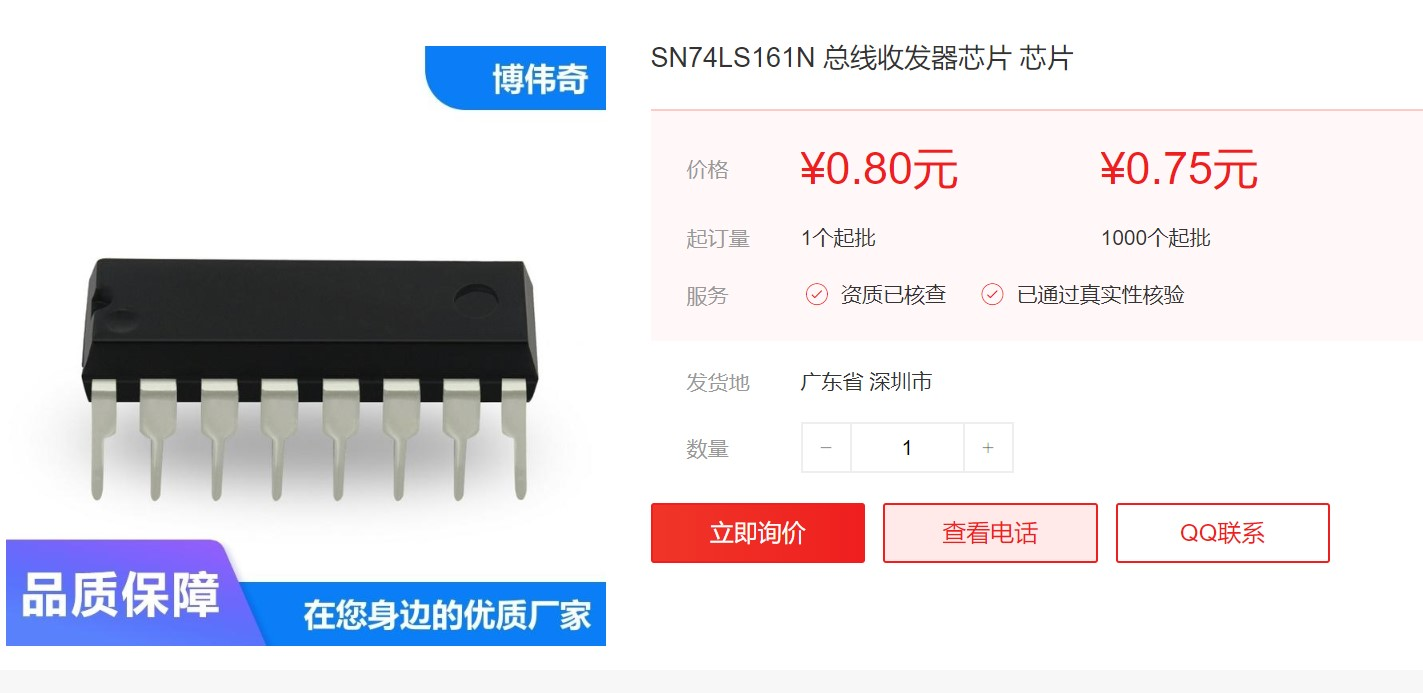 博伟奇
品质保障
在您身边的优质厂家
SN74LS161N 总线收发器芯片 芯片
价格 ¥0.80元 ¥0.75元
起订量 1个起批 1000个起批
服务 资质已核查 已通过真实性核验
发货地 广东省 深圳市
数量 − 1 +
立即询价 查看电话 QQ联系